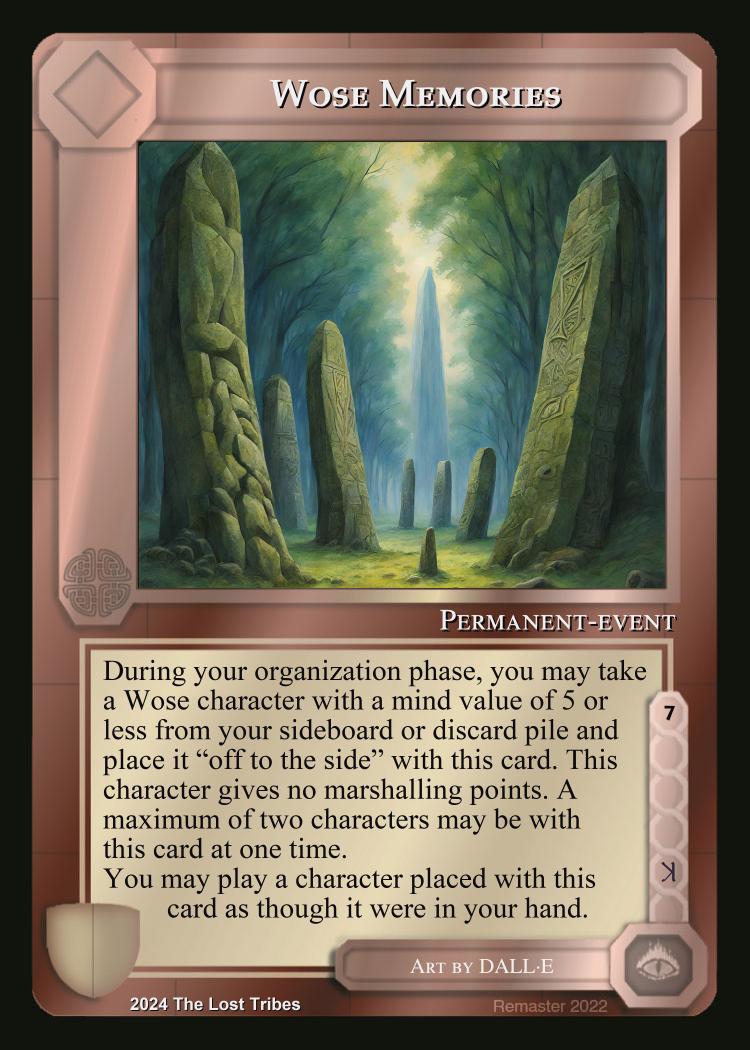 Wose Memories
Permanent-event
During your organization phase, you may take
a Wose character with a mind value of 5 or
less from your sideboard or discard pile and
place it “off to the side” with this card. This
character gives no marshalling points. A
maximum of two characters may be with
this card at one time.
You may play a character placed with this
card as though it were in your hand.
7
Art by DALL·E
2024 The Lost Tribes
Remaster 2022